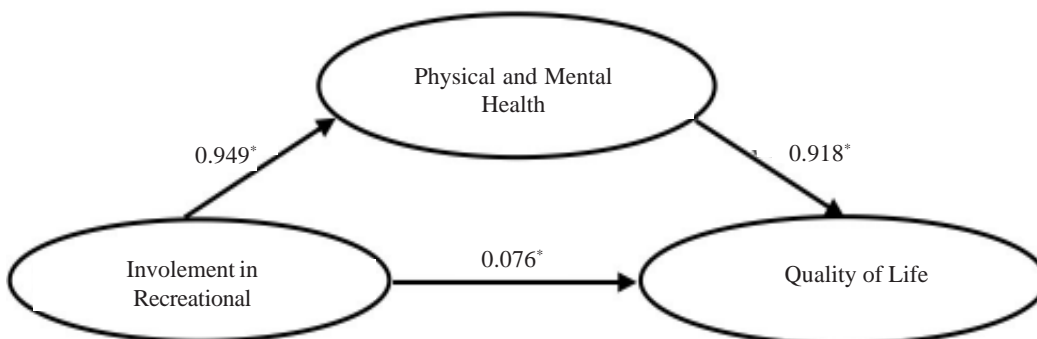 Physical and Mental
Health
0.949*
0.918*
Involement in
Recreational
0.076*
Quality of Life